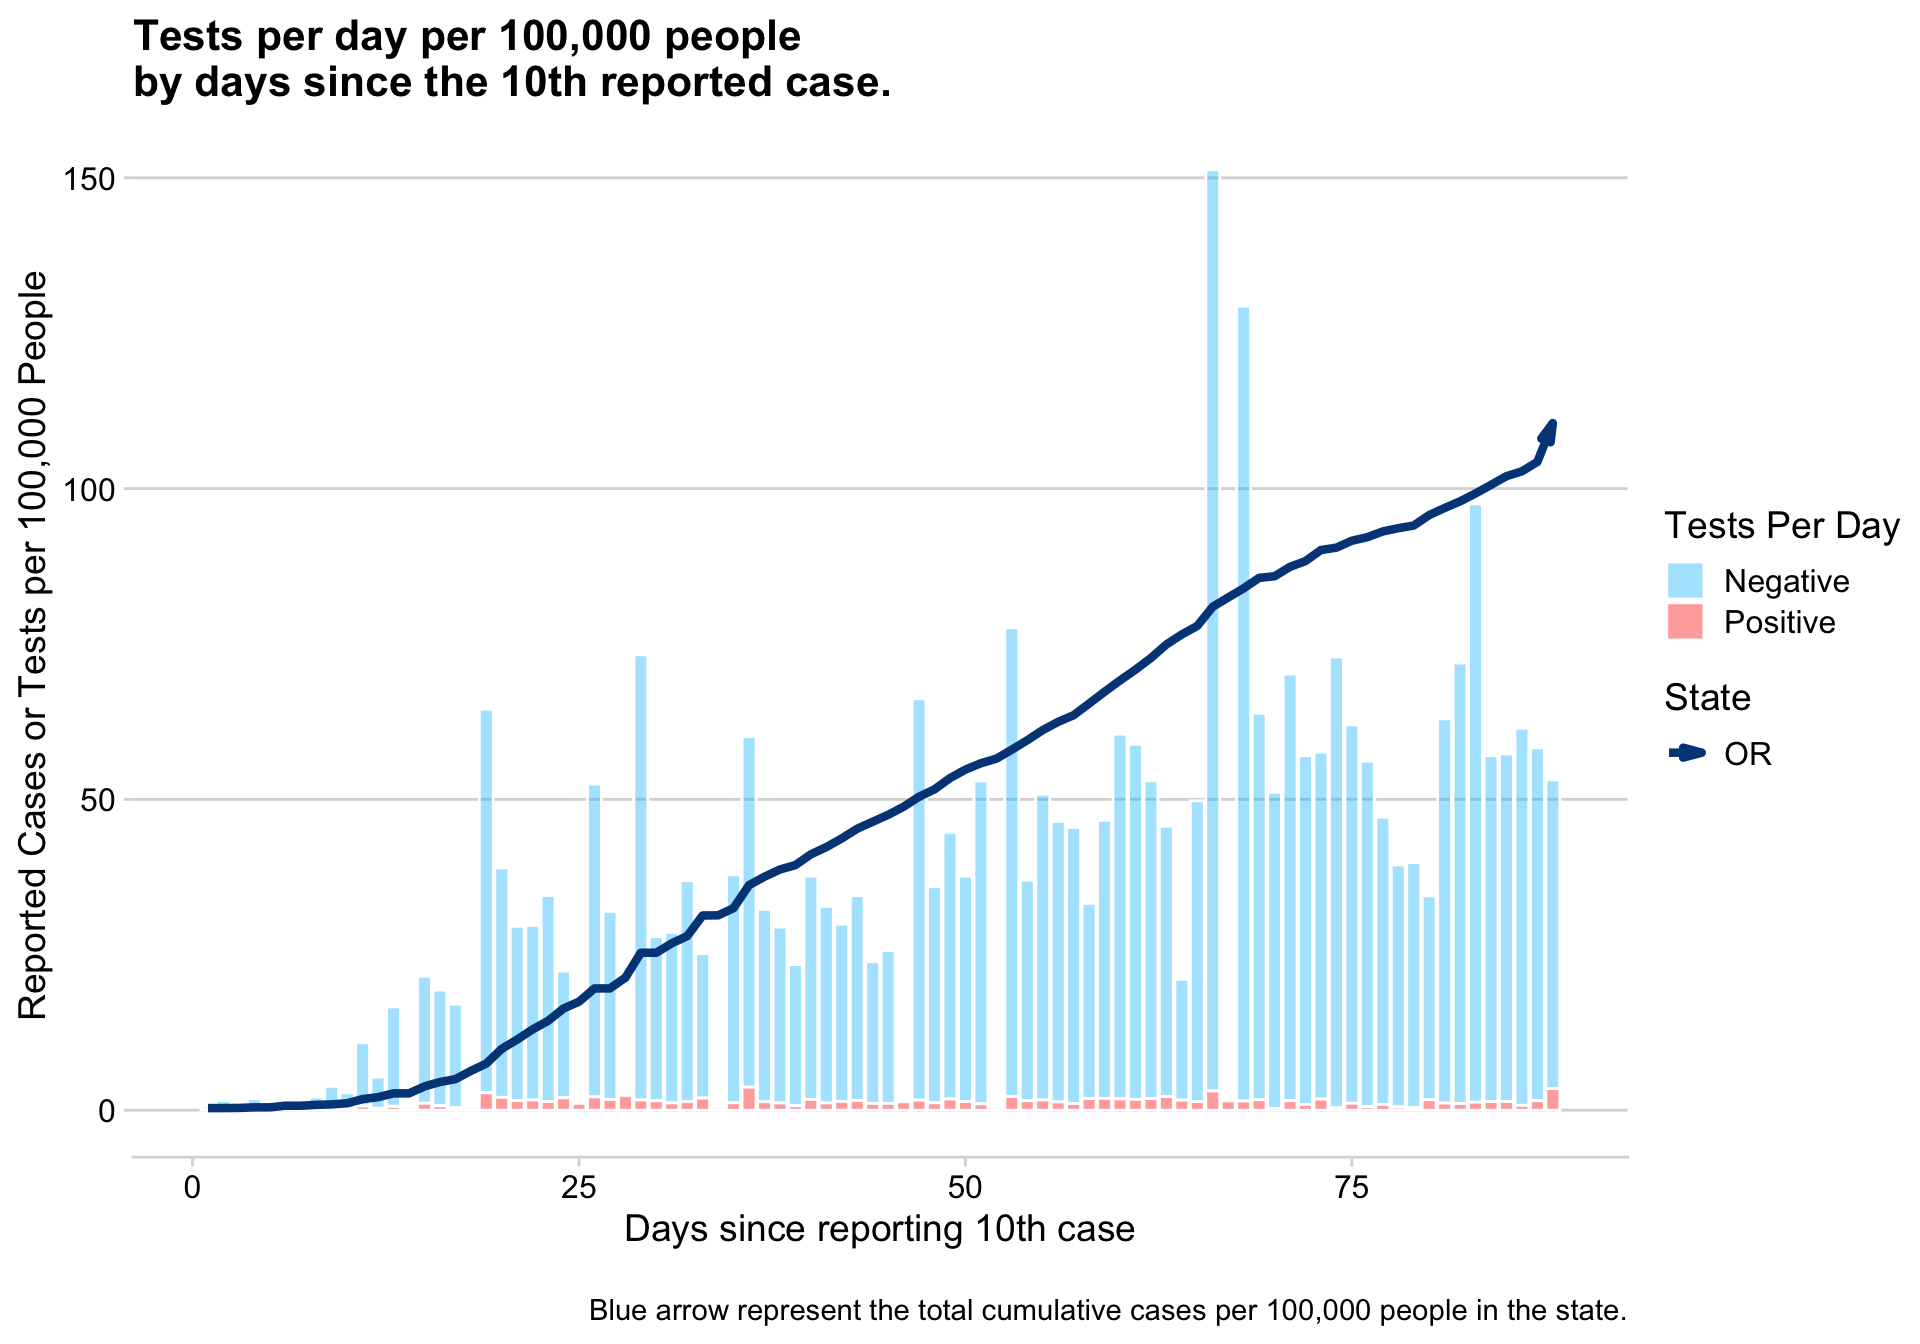 Tests per day per 100,000 people
by days since the 10th reported case.
Reported Cases or Tests per 100,000 People
150
100
50
0
0
25
50
75
Days since reporting 10th case
Tests Per Day
Negative
Positive
State
OR
Blue arrow represent the total cumulative cases per 100,000 people in the state.